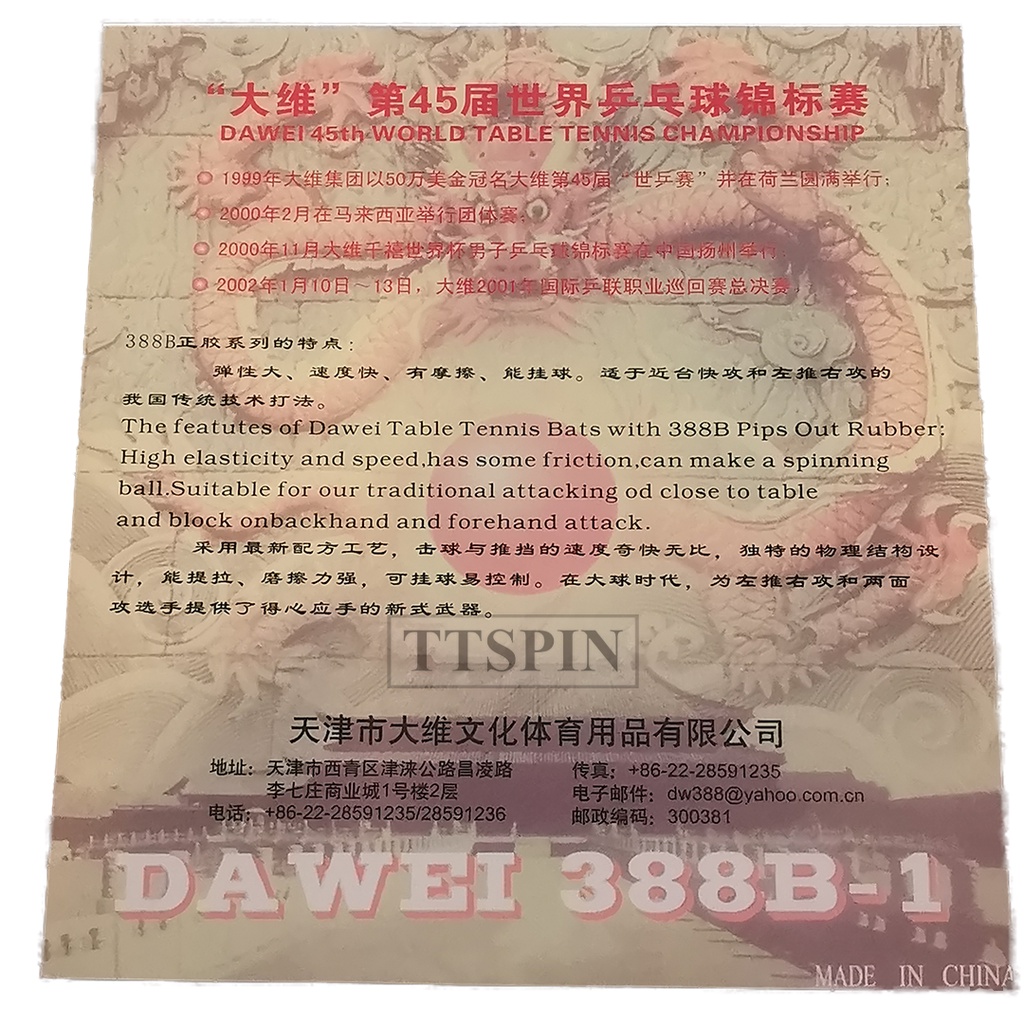 “大维”第45届世界乒乓球锦标赛
DAWEI 45th WORLD TABLE TENNIS CHAMPIONSHIP
1999年大维集团以50万美金冠名大维第45届“世乒赛”并在荷兰圆满举行;
2000年2月在马来西亚举行团体赛;
2000年11月大维千禧世界杯男子乒乓球锦标赛在中国扬州举行;
2002年1月10日~13日，大维2001年国际乒联职业巡回赛总决赛;
388B正胶系列的特点:
弹性大、速度快、有摩擦、能挂球。适于近台快攻和左推右攻的
我国传统技术打法。
The featutes of Dawei Table Tennis Bats with 388B Pips Out Rubber:
High elasticity and speed,has some friction,can make a spinning
ball.Suitable for our traditional attacking od close to table
and block onbackhand and forehand attack.
采用最新配方工艺，击球与推挡的速度奇快无比，独特的物理结构设
计，能提拉、磨擦力强，可挂球易控制。在大球时代，为左推右攻和两面
攻选手提供了得心应手的新式武器。
TTSPIN
天津市大维文化体育用品有限公司
地址：天津市西青区津涞公路昌凌路 传真：+86-22-28591235
李七庄商业城1号楼2层 电子邮件：dw388@yahoo.com.cn
电话：+86-22-28591235/28591236 邮政编码：300381
DAWEI 388B-1
MADE IN CHINA